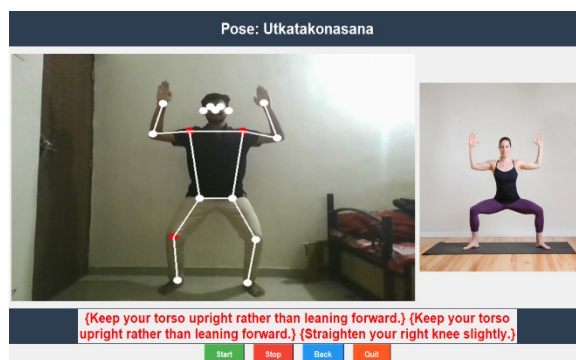 Pose: Utkatakonasana
{Keep your torso upright rather than leaning forward.} {Keep your torso
upright rather than leaning forward.} {Straighten your right knee slightly.}
Start Stop Back Quit